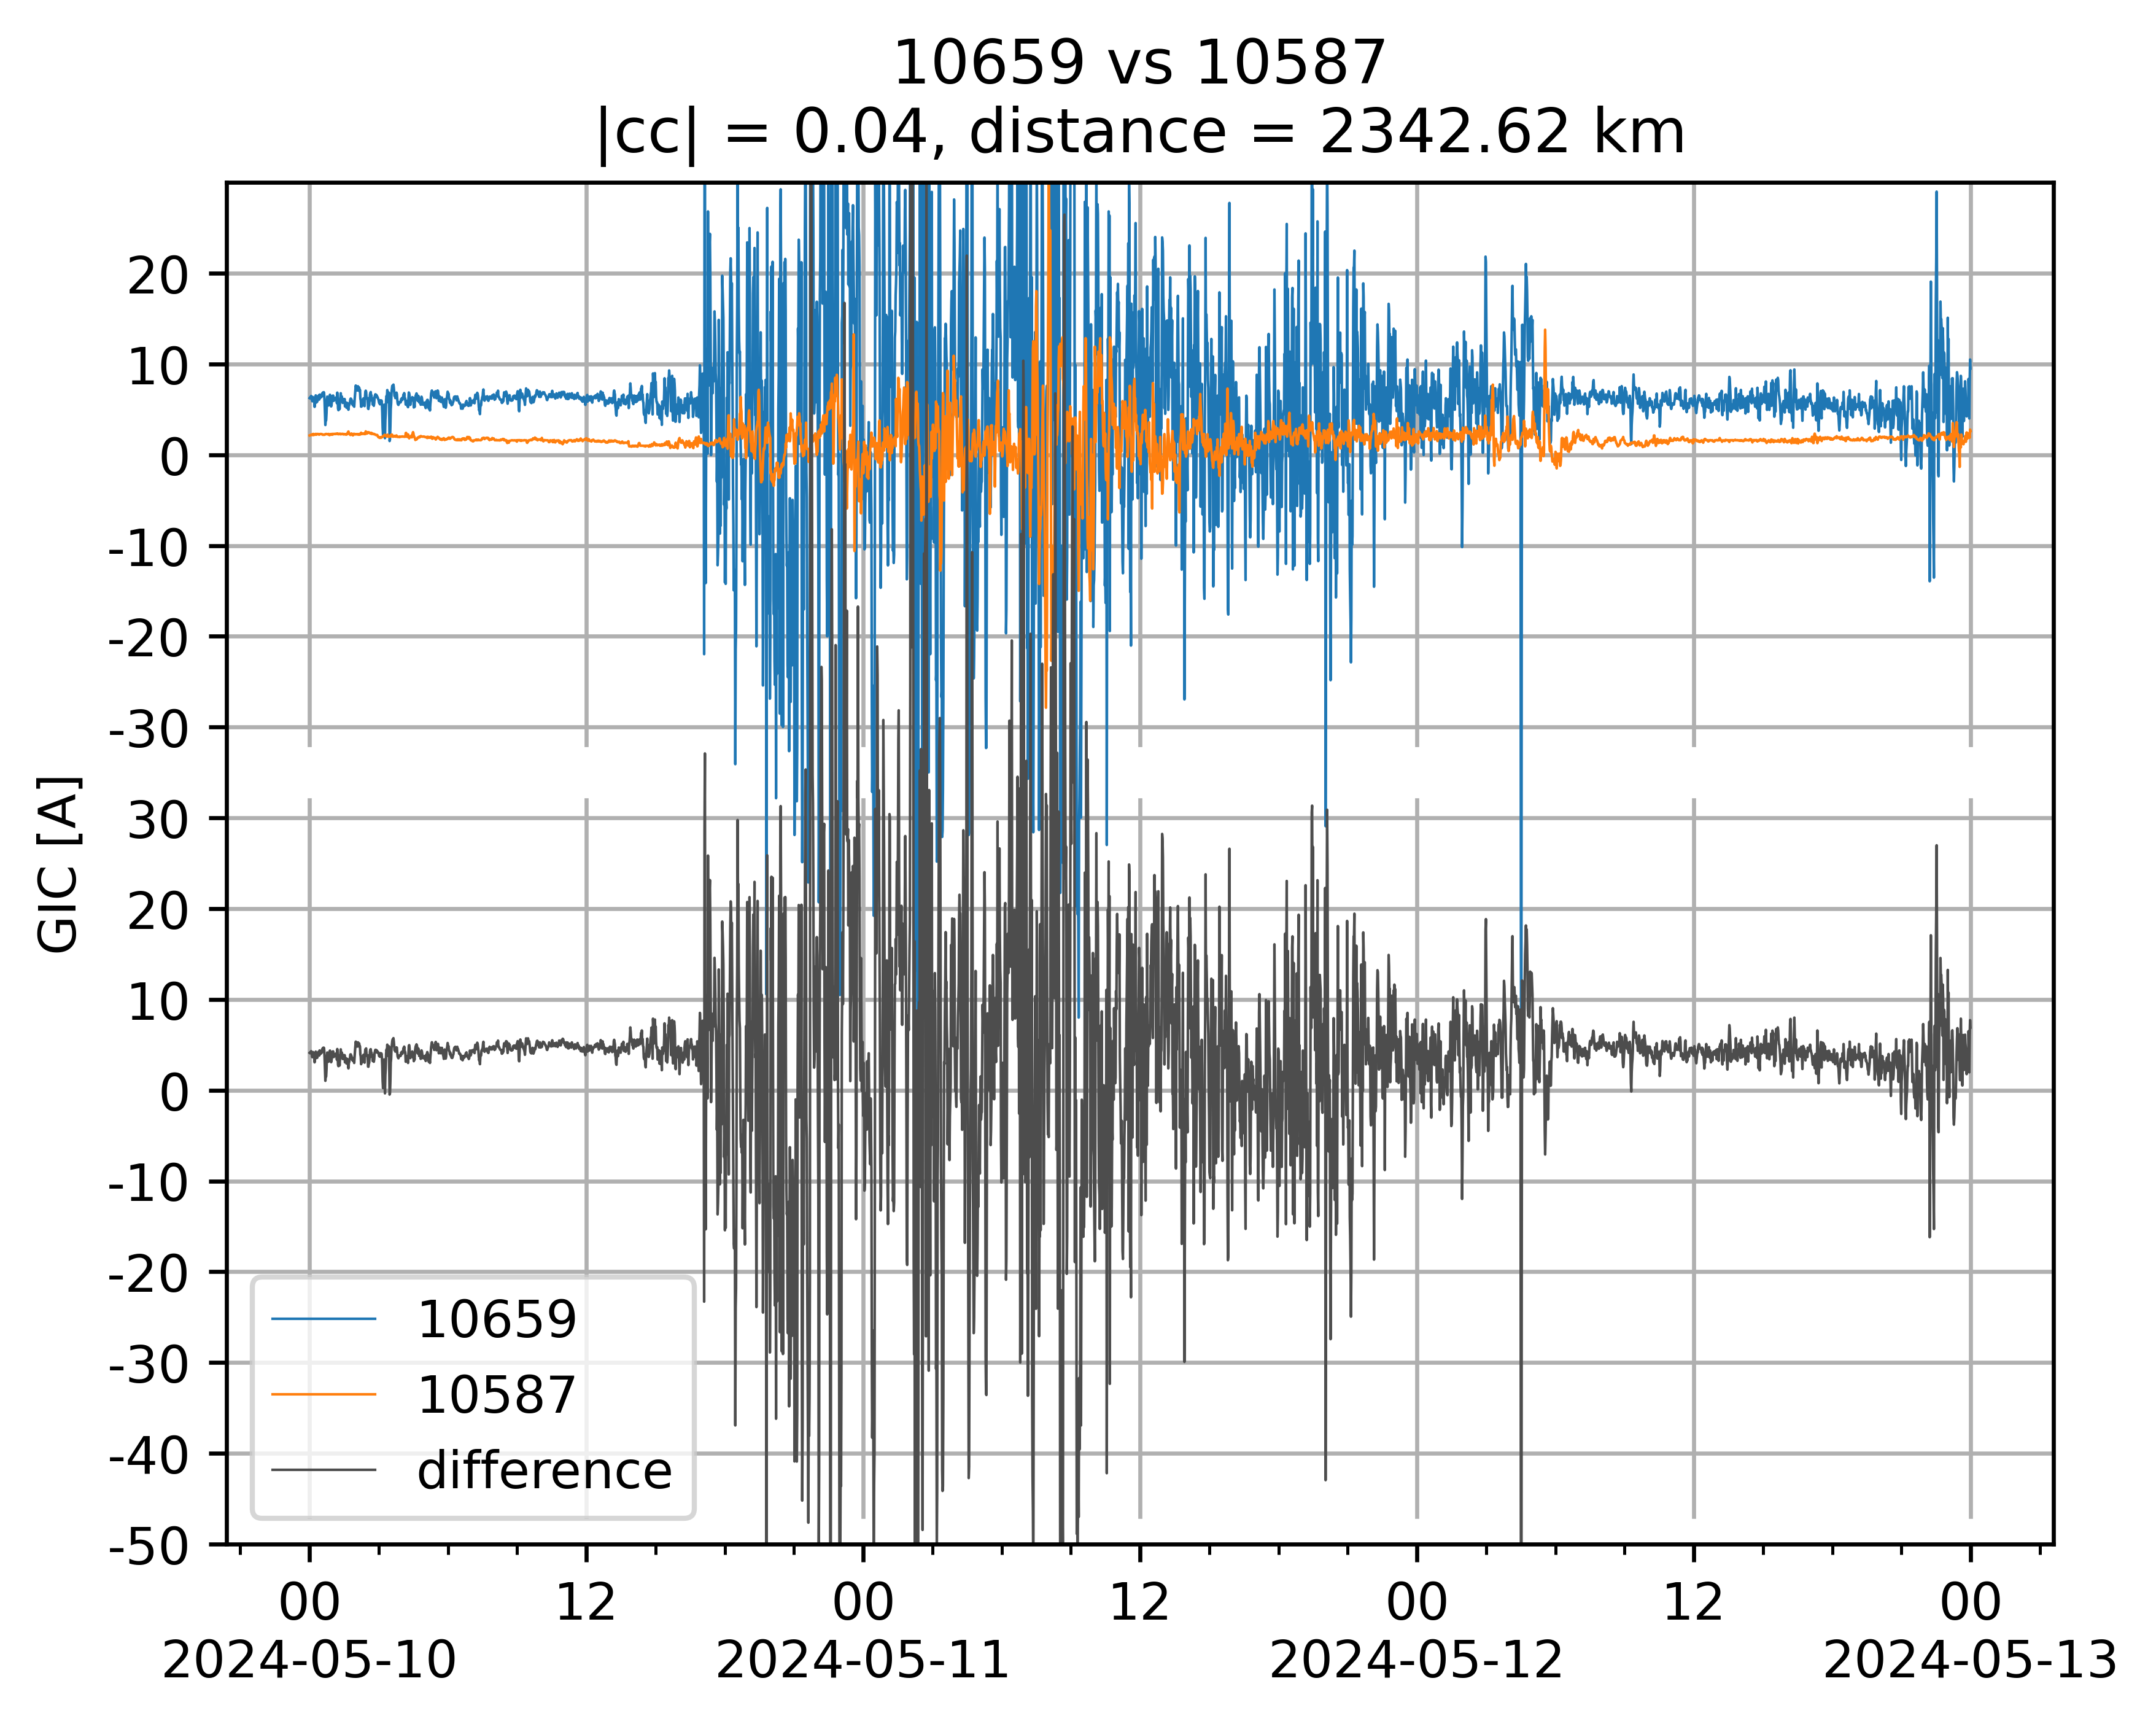 10659 vs 10587
|cc| = 0.04, distance = 2342.62 km
GIC [A]
20
10
0
-10
-20
-30
30
20
10
0
-10
-20
-30
-40
-50
10659
10587
difference
00 12 00 12 00 12 00
2024-05-10 2024-05-11 2024-05-12 2024-05-13